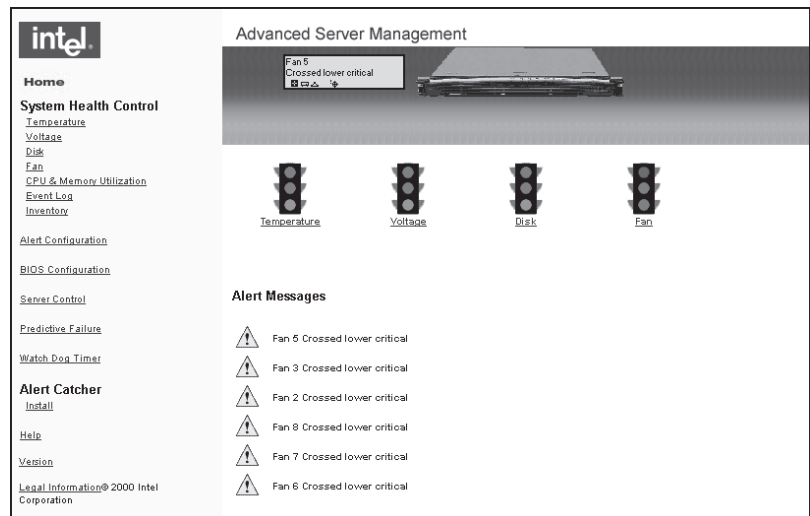 intel.
Home
System Health Control
Temperature
Voltage
Disk
Fan
CPU & Memory Utilization
Event Log
Inventory
Alert Configuration
BIOS Configuration
Server Control
Predictive Failure
Watch Dog Timer
Alert Catcher
Install
Help
Version
Legal Information© 2000 Intel
Corporation
Advanced Server Management
Fan 5
Crossed lower critical
Temperature
Voltage
Disk
Fan
Alert Messages
Fan 5 Crossed lower critical
Fan 3 Crossed lower critical
Fan 2 Crossed lower critical
Fan 8 Crossed lower critical
Fan 7 Crossed lower critical
Fan 6 Crossed lower critical